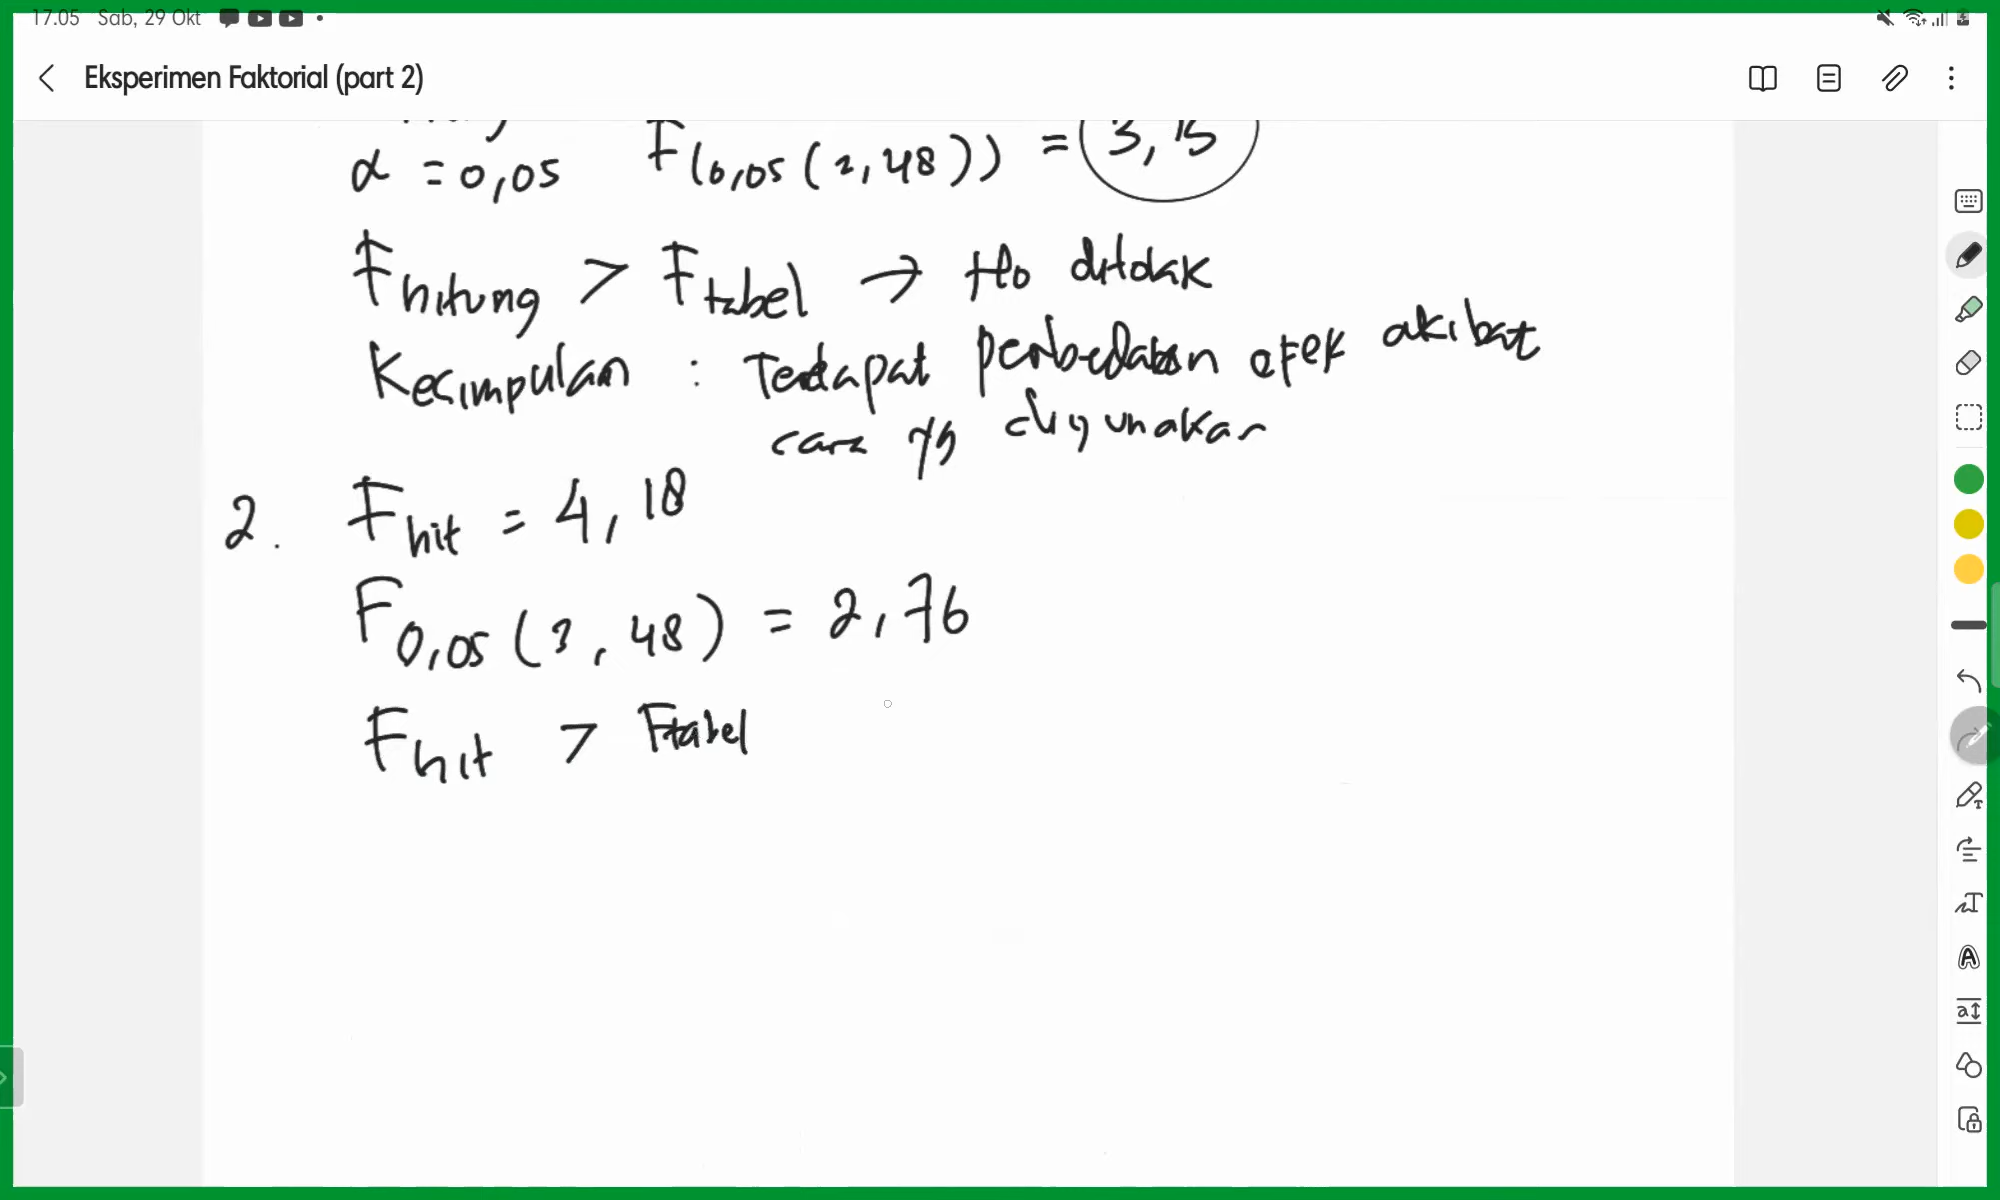 17.05 Sab, 29 Okt
Eksperimen Faktorial (part 2)
α = 0,05 F(0,05 (2,48)) = 3,15
Fhitung > Ftabel → Ho ditolak
Kesimpulan : Terdapat perbedaan efek akibat
cara yg digunakan
2. Fhit = 4,18
F0,05 (3, 48) = 2,76
Fhit > Ftabel